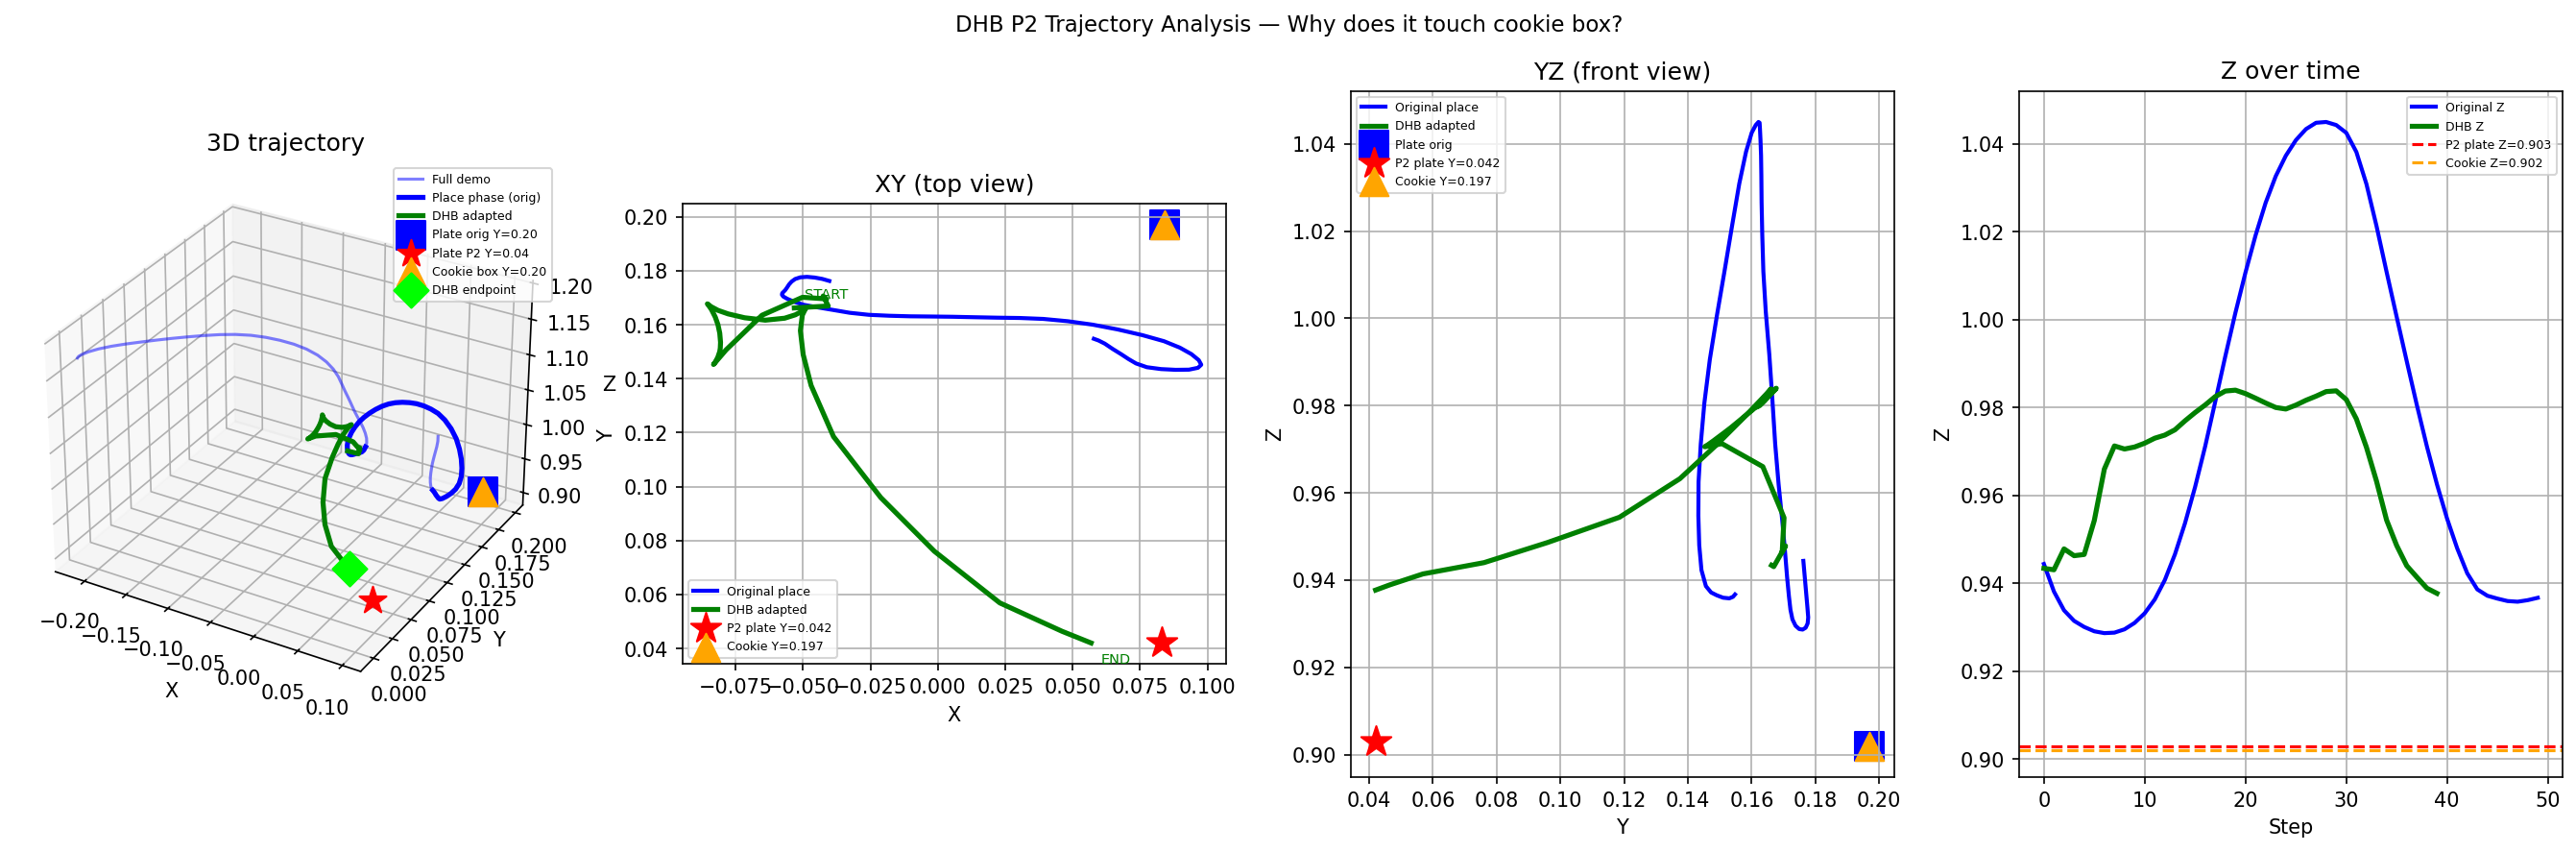 DHB P2 Trajectory Analysis — Why does it touch cookie box?
3D trajectory
Full demo
Place phase (orig)
DHB adapted
Plate orig Y=0.20
Plate P2 Y=0.04
Cookie box Y=0.20
DHB endpoint
1.20
1.15
1.10
1.05
1.00
0.95
0.90
Z
0.200
0.175
0.150
0.125
0.100
0.075
0.050
0.025
0.000
Y
−0.20
−0.15
−0.10
−0.05
0.00
0.05
0.10
X
XY (top view)
0.20
0.18
0.16
0.14
0.12
0.10
0.08
0.06
0.04
Y
START
END
Original place
DHB adapted
P2 plate Y=0.042
Cookie Y=0.197
−0.075
−0.050
−0.025
0.000
0.025
0.050
0.075
0.100
X
YZ (front view)
Original place
DHB adapted
Plate orig
P2 plate Y=0.042
Cookie Y=0.197
1.04
1.02
1.00
0.98
0.96
0.94
0.92
0.90
Z
0.04
0.06
0.08
0.10
0.12
0.14
0.16
0.18
0.20
Y
Z over time
Original Z
DHB Z
P2 plate Z=0.903
Cookie Z=0.902
1.04
1.02
1.00
0.98
0.96
0.94
0.92
0.90
Z
0
10
20
30
40
50
Step